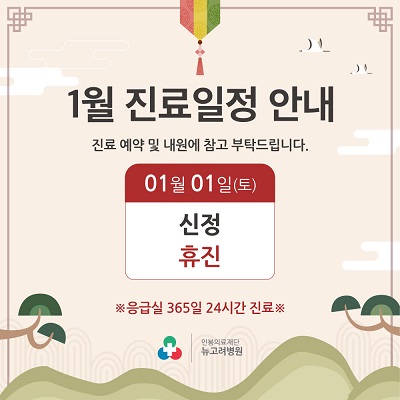 1월 진료일정 안내
진료 예약 및 내원에 참고 부탁드립니다.
01월 01일(토)
신정
휴진
※응급실 365일 24시간 진료※
인봉의료재단
뉴고려병원